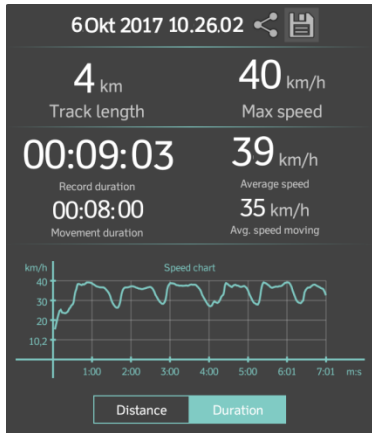 6 Okt 2017 10.26.02
4 km
Track length
40 km/h
Max speed
00:09:03
Record duration
39 km/h
Average speed
00:08:00
Movement duration
35 km/h
Avg. speed moving
km/h
Speed chart
40
30
20
10,2
1:00 2:00 3:00 4:00 5:00 6:01 7:01 m:s
Distance
Duration